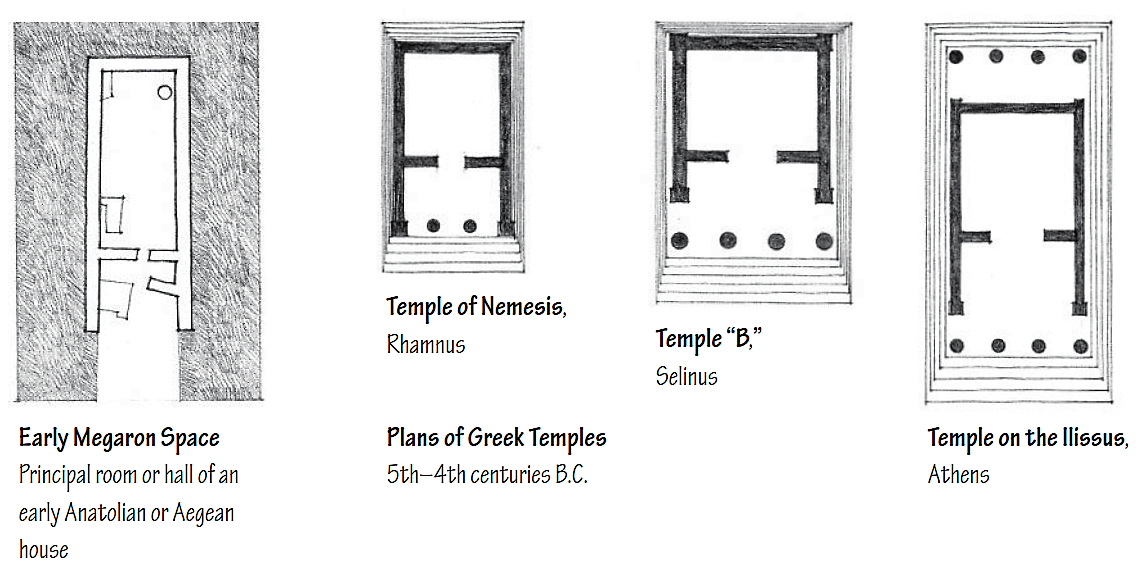 Temple of Nemesis,
Rhamnus
Temple “B,”
Selinus
Early Megaron Space
Principal room or hall of an
early Anatolian or Aegean
house
Plans of Greek Temples
5th–4th centuries B.C.
Temple on the Ilissus,
Athens